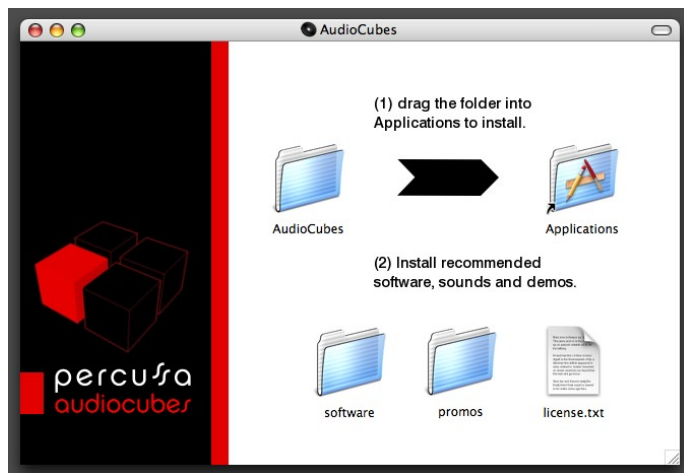 AudioCubes
(1) drag the folder into
Applications to install.
AudioCubes
Applications
(2) Install recommended
software, sounds and demos.
percussa
audiocubes
software
promos
license.txt